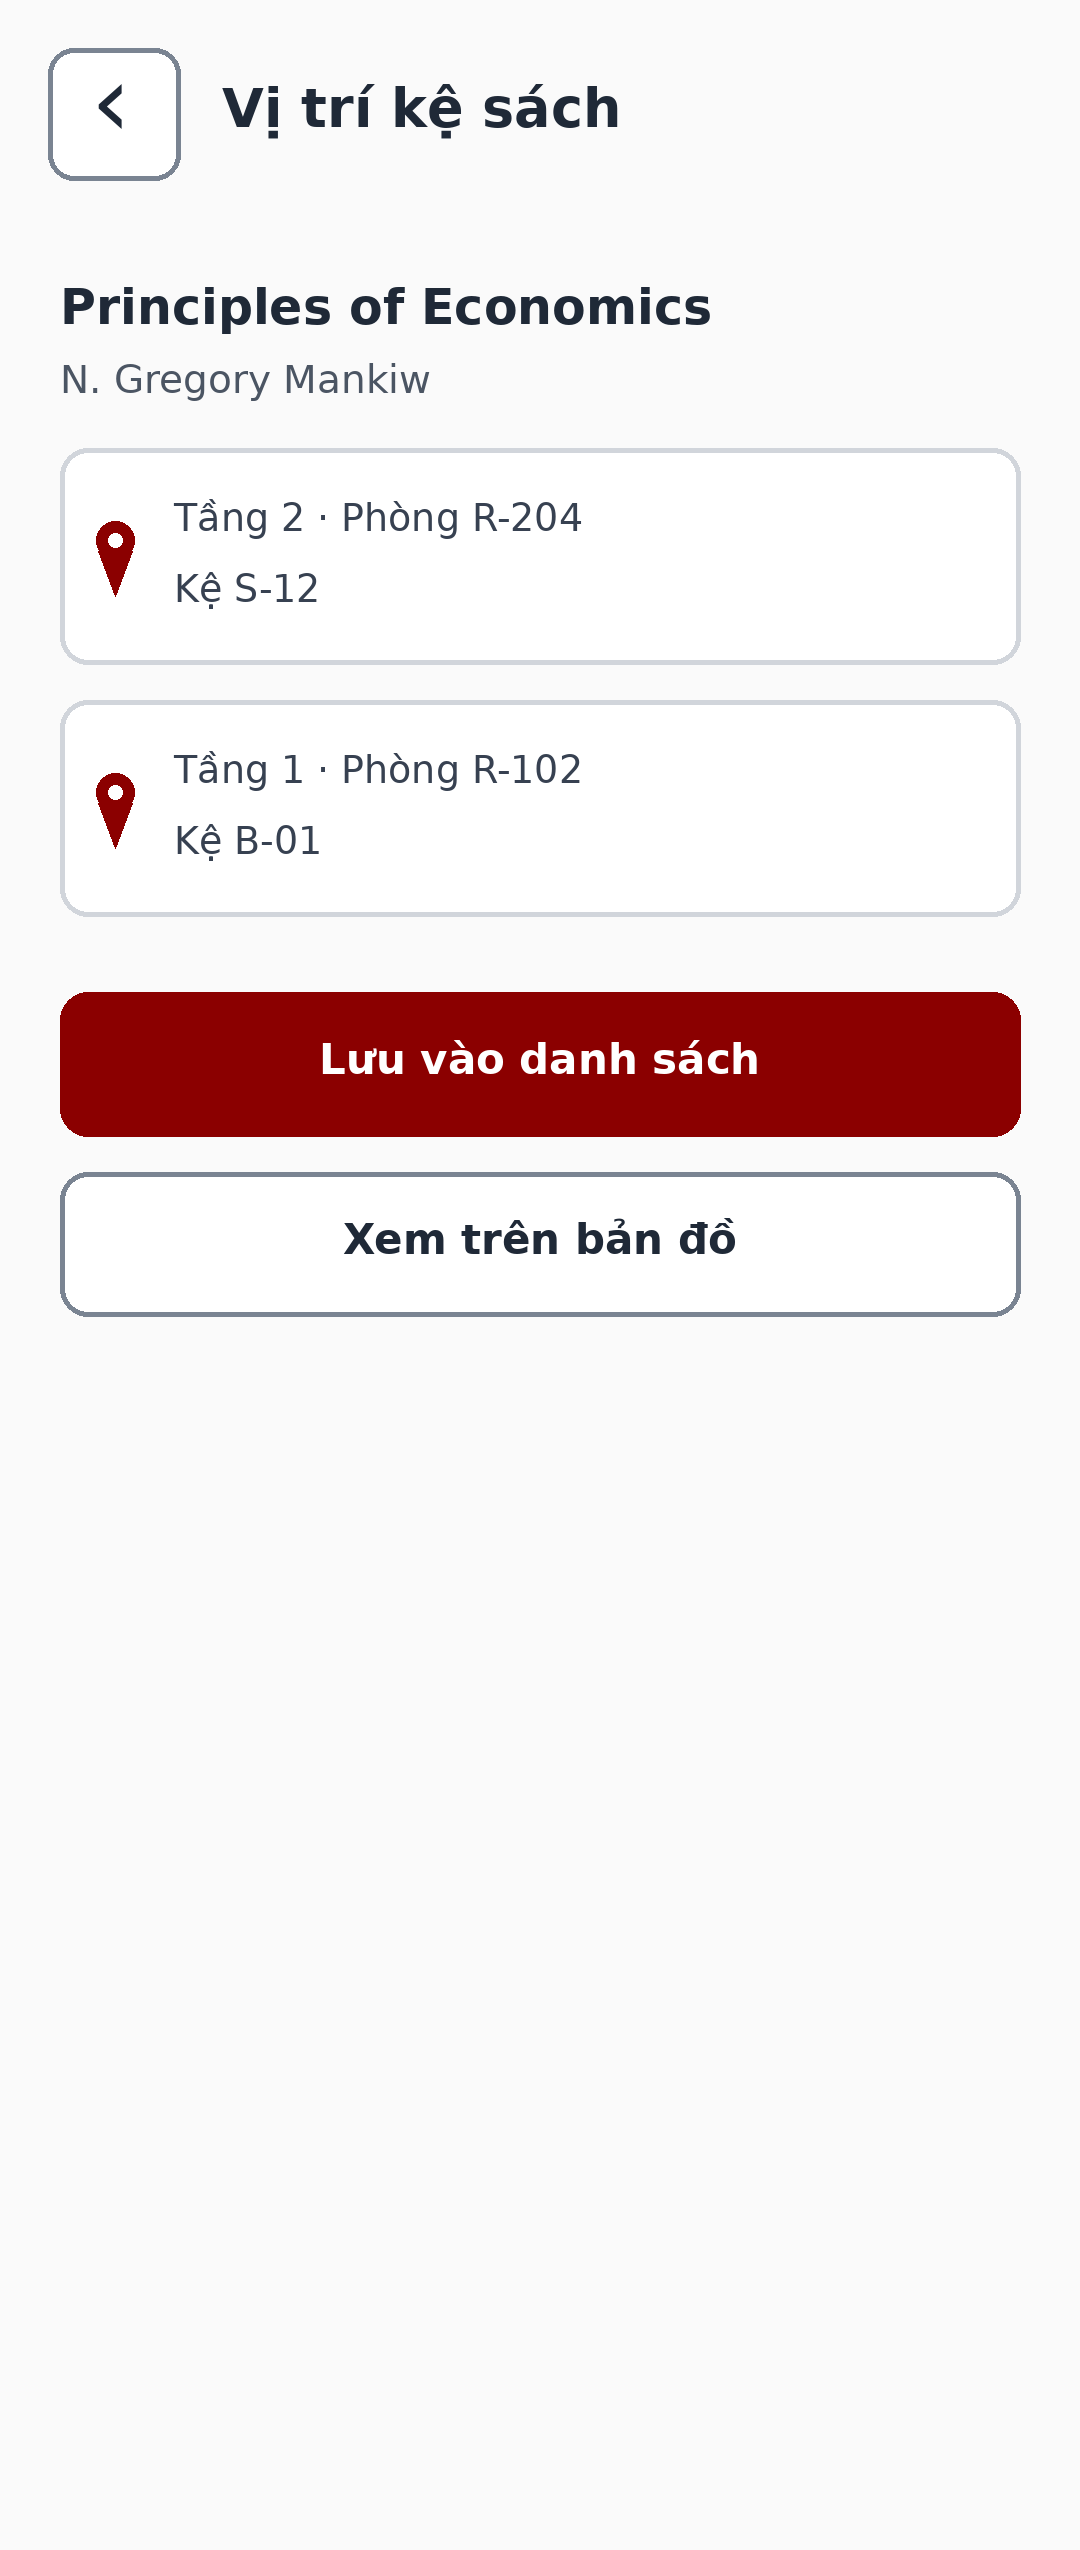 Vị trí kệ sách
Principles of Economics
N. Gregory Mankiw
Tầng 2 · Phòng R-204
Kệ S-12
Tầng 1 · Phòng R-102
Kệ B-01
Lưu vào danh sách
Xem trên bản đồ